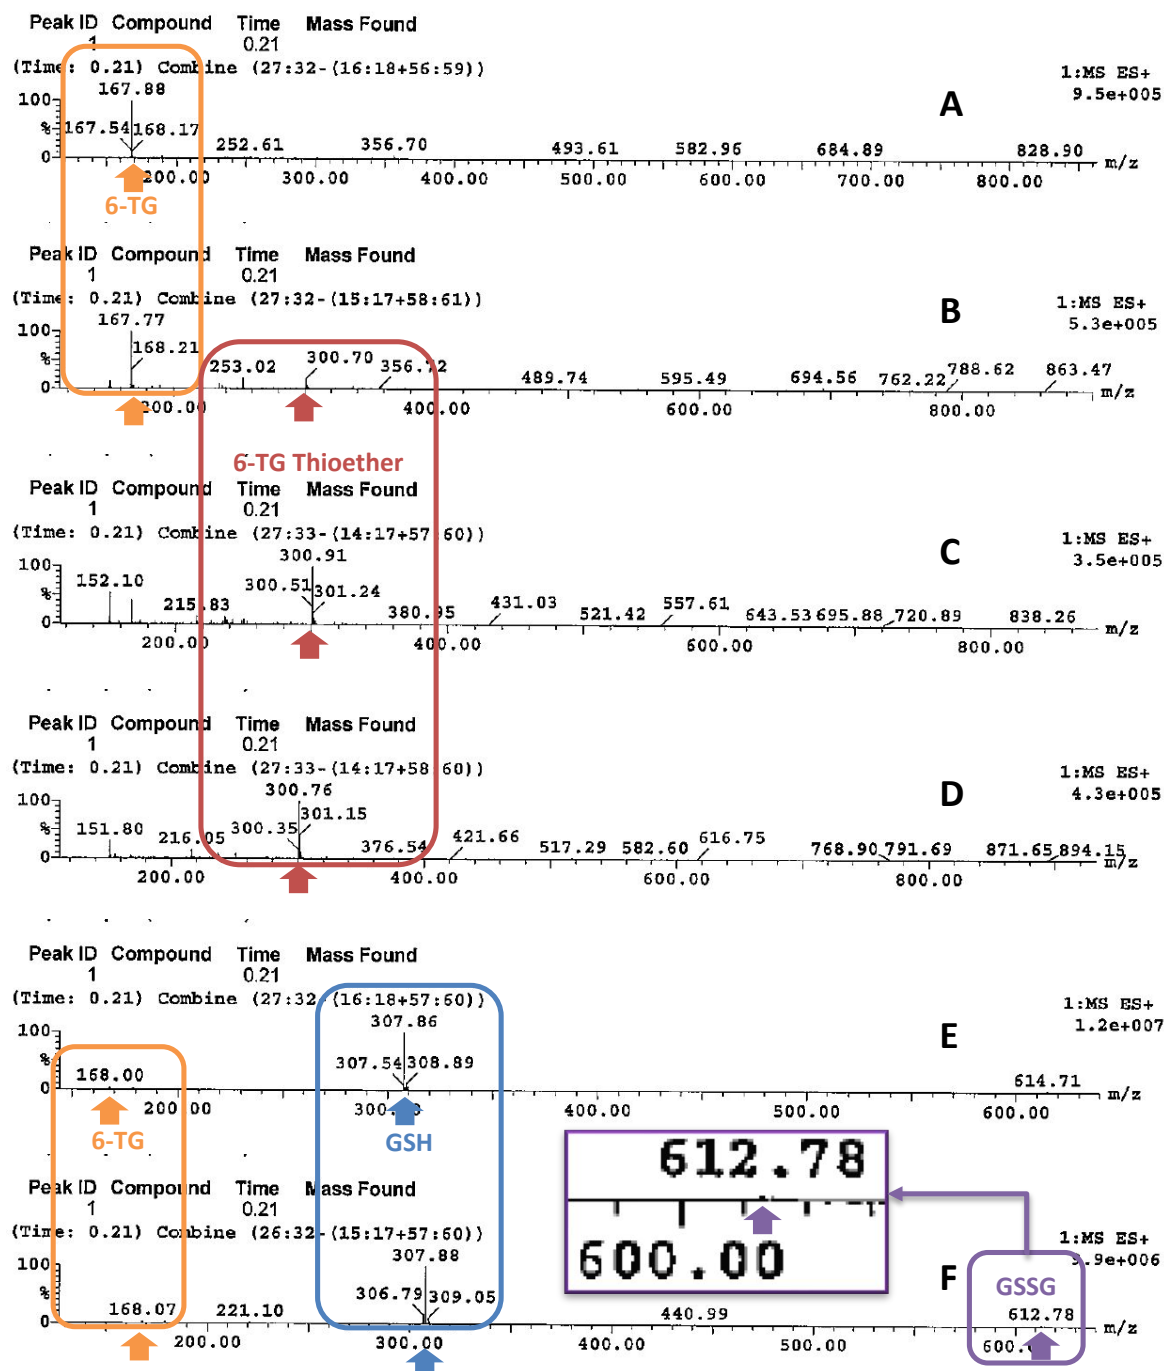 Peak ID Compound Time Mass Found
1 0.21
(Time: 0.21) Combine (27:32-(16:18+56:59))
1:MS ES+
9.5e+005
A
167.88
100
%
167.54 168.17
252.61 356.70 493.61 582.96 684.89 828.90
0
m/z
200.00 300.00 400.00 500.00 600.00 700.00 800.00
6-TG
Peak ID Compound Time Mass Found
1 0.21
(Time: 0.21) Combine (27:32-(15:17+58:61))
1:MS ES+
5.3e+005
B
167.77
100
%
168.21
253.02 300.70 356.72 489.74 595.49 694.56 762.22 788.62 863.47
0
m/z
200.00 400.00 600.00 800.00
6-TG Thioether
Peak ID Compound Time Mass Found
1 0.21
(Time: 0.21) Combine (27:33-(14:17+57:60))
1:MS ES+
3.5e+005
C
300.91
100
%
152.10 300.51 301.24
215.83 380.95 431.03 521.42 557.61 643.53 695.88 720.89 838.26
0
m/z
200.00 400.00 600.00 800.00
Peak ID Compound Time Mass Found
1 0.21
(Time: 0.21) Combine (27:33-(14:17+58:60))
1:MS ES+
4.3e+005
D
300.76
100
%
301.15
151.80 216.05 300.35 376.54 421.66 517.29 582.60 616.75 768.90 791.69 871.65 894.15
0
m/z
200.00 400.00 600.00 800.00
Peak ID Compound Time Mass Found
1 0.21
(Time: 0.21) Combine (27:32-(16:18+57:60))
1:MS ES+
1.2e+007
E
307.86
100
%
307.54 308.89
168.00 614.71
0
m/z
200.00 300.00 400.00 500.00 600.00
6-TG GSH
612.78
600.00
Peak ID Compound Time Mass Found
1 0.21
(Time: 0.21) Combine (26:32-(15:17+57:60))
1:MS ES+
9.9e+006
F
GSSG
307.88
100
%
306.79 309.05
168.07 221.10 440.99 612.78
0
m/z
200.00 300.00 400.00 500.00 600.00